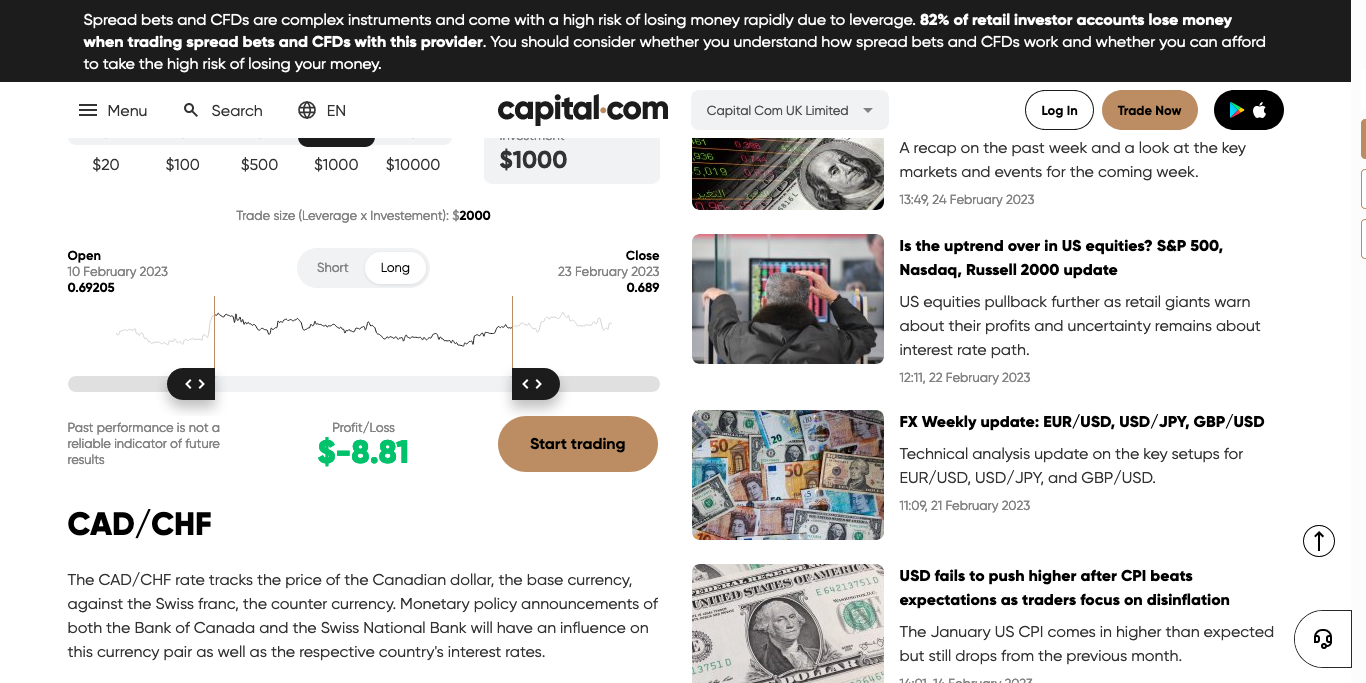 Spread bets and CFDs are complex instruments and come with a high risk of losing money rapidly due to leverage. 82% of retail investor accounts lose money
when trading spread bets and CFDs with this provider. You should consider whether you understand how spread bets and CFDs work and whether you can afford
to take the high risk of losing your money.
Menu
Search
EN
capital.com
Capital Com UK Limited
Log In
Trade Now
$20
$100
$500
$1000
$10000
Investment
$1000
Trade size (Leverage x Investement): $2000
Open
10 February 2023
0.69205
Short
Long
Close
23 February 2023
0.689
Past performance is not a
reliable indicator of future
results
Profit/Loss
$-8.81
Start trading
CAD/CHF
The CAD/CHF rate tracks the price of the Canadian dollar, the base currency,
against the Swiss franc, the counter currency. Monetary policy announcements of
both the Bank of Canada and the Swiss National Bank will have an influence on
this currency pair as well as the respective country's interest rates.
A recap on the past week and a look at the key
markets and events for the coming week.
13:49, 24 February 2023
Is the uptrend over in US equities? S&P 500,
Nasdaq, Russell 2000 update
US equities pullback further as retail giants warn
about their profits and uncertainty remains about
interest rate path.
12:11, 22 February 2023
FX Weekly update: EUR/USD, USD/JPY, GBP/USD
Technical analysis update on the key setups for
EUR/USD, USD/JPY, and GBP/USD.
11:09, 21 February 2023
USD fails to push higher after CPI beats
expectations as traders focus on disinflation
The January US CPI comes in higher than expected
but still drops from the previous month.